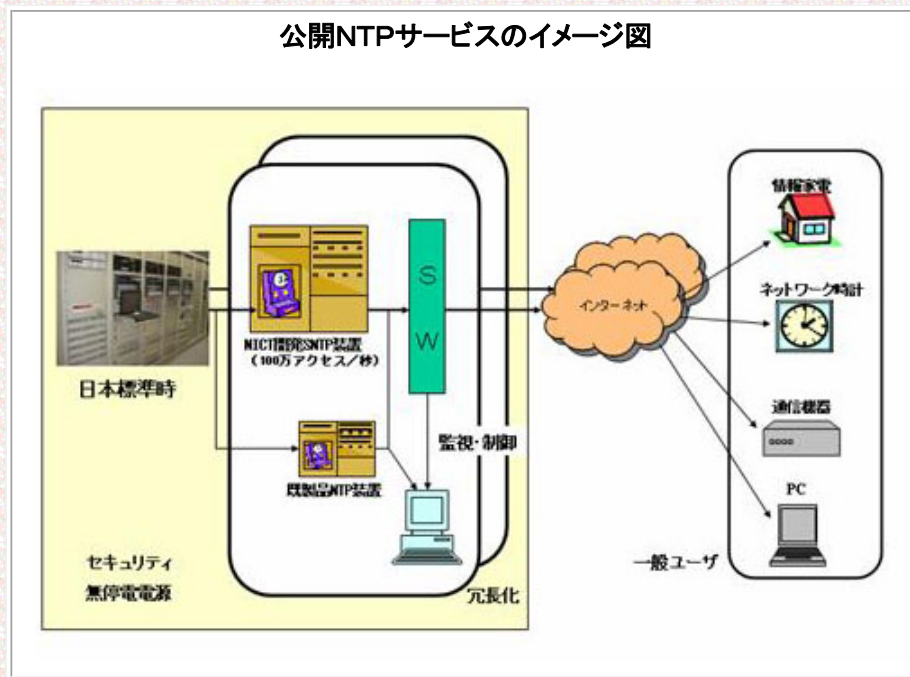 公開NTPサービスのイメージ図
日本標準時
NICT開発SNTP装置
（100万アクセス／秒）
既製品NTP装置
S
W
監視・制御
セキュリティ
無停電電源
冗長化
インターネット
情報家電
ネットワーク時計
通信機器
PC
一般ユーザ